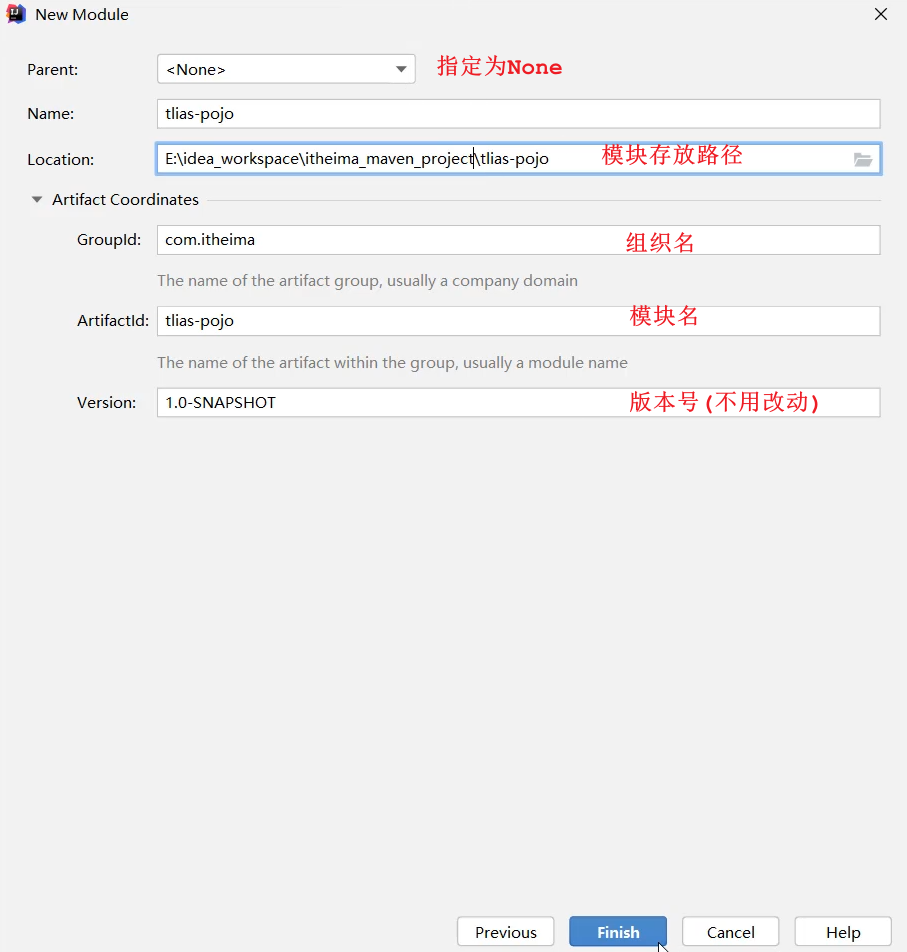 New Module
Parent: <None> 指定为None
Name: tlias-pojo
Location: E:\idea_workspace\itheima_maven_project\tlias-pojo 模块存放路径
Artifact Coordinates
GroupId: com.itheima 组织名
The name of the artifact group, usually a company domain
ArtifactId: tlias-pojo 模块名
The name of the artifact within the group, usually a module name
Version: 1.0-SNAPSHOT 版本号(不用改动)
Previous Finish Cancel Help